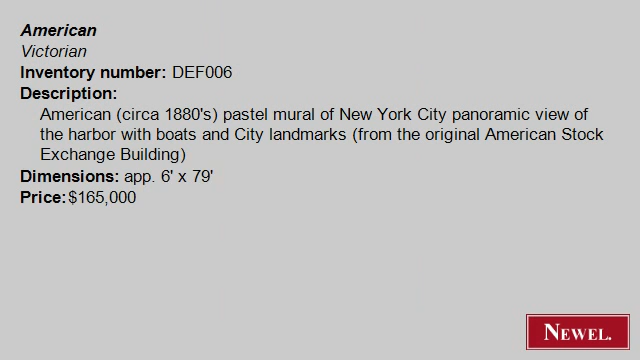 American
Victorian
Inventory number: DEF006
Description:
American (circa 1880's) pastel mural of New York City panoramic view of
the harbor with boats and City landmarks (from the original American Stock
Exchange Building)
Dimensions: app. 6' x 79'
Price:$165,000
NEWEL.